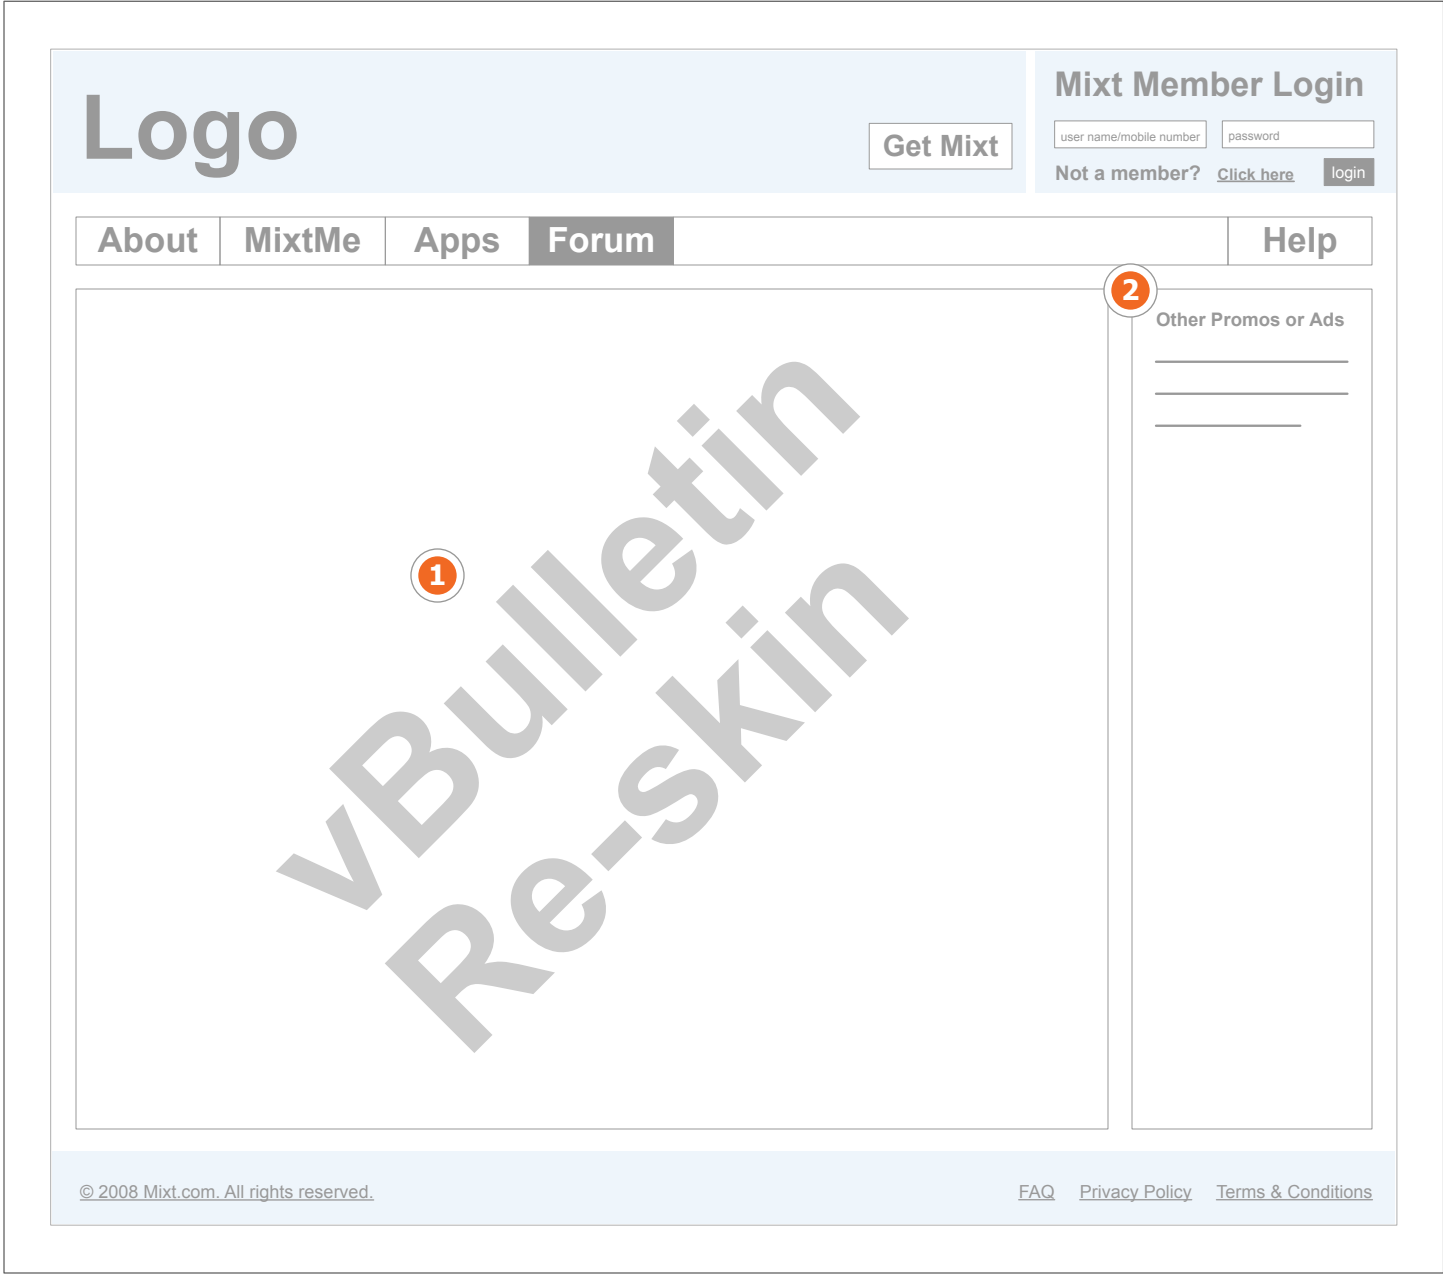 Logo
Get Mixt
Mixt Member Login
user name/mobile number
password
Not a member? Click here
login
About
MixtMe
Apps
Forum
Help
2
Other Promos or Ads
1
vBulletin
Re-skin
© 2008 Mixt.com. All rights reserved.
FAQ
Privacy Policy
Terms & Conditions